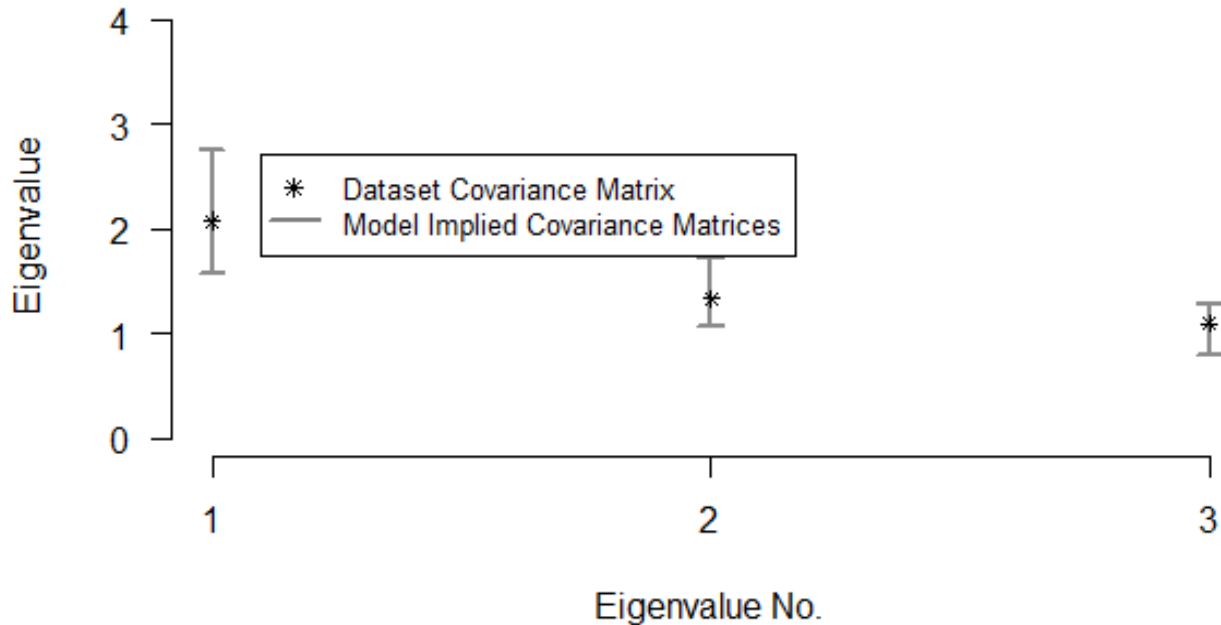 4
3
2
1
0
Eigenvalue
Dataset Covariance Matrix
Model Implied Covariance Matrices
1 2 3
Eigenvalue No.